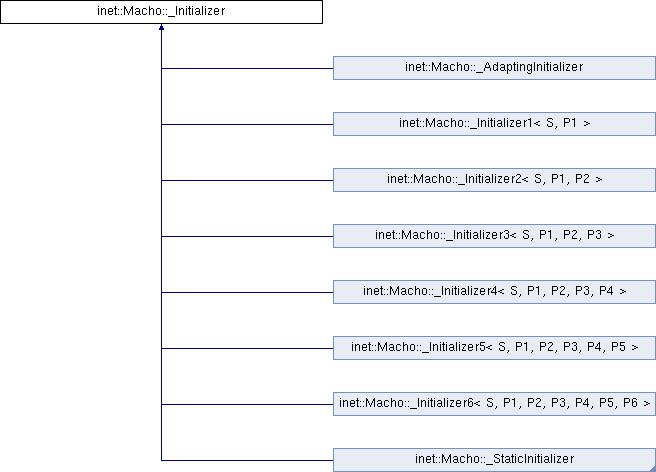 inet::Macho::_Initializer
inet::Macho::_AdaptingInitializer
inet::Macho::_Initializer1< S, P1 >
inet::Macho::_Initializer2< S, P1, P2 >
inet::Macho::_Initializer3< S, P1, P2, P3 >
inet::Macho::_Initializer4< S, P1, P2, P3, P4 >
inet::Macho::_Initializer5< S, P1, P2, P3, P4, P5 >
inet::Macho::_Initializer6< S, P1, P2, P3, P4, P5, P6 >
inet::Macho::_StaticInitializer